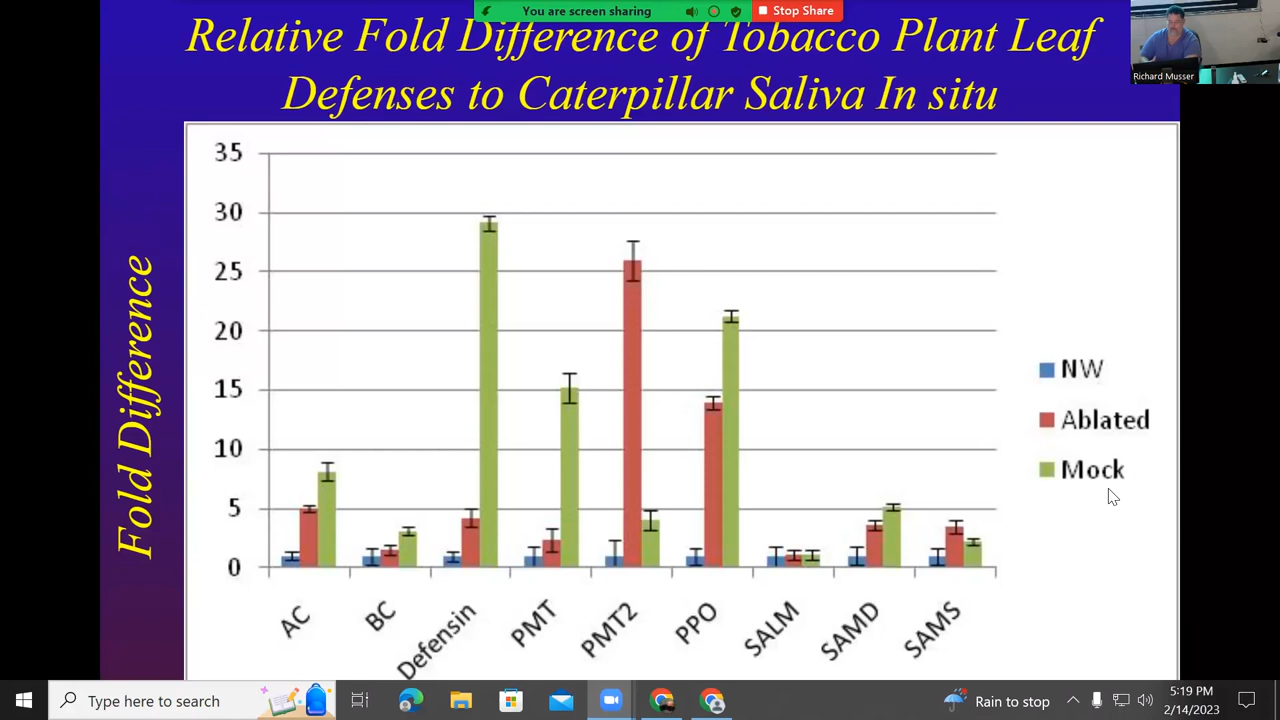 You are screen sharing
Stop Share
Relative Fold Difference of Tobacco Plant Leaf
Defenses to Caterpillar Saliva In situ
Richard Musser
Fold Difference
35
30
25
20
15
10
5
0
NW
Ablated
Mock
AC
BC
Defensin
PMT
PMT2
PPO
SALM
SAMD
SAMS
Type here to search
Rain to stop
5:19 PM
2/14/2023